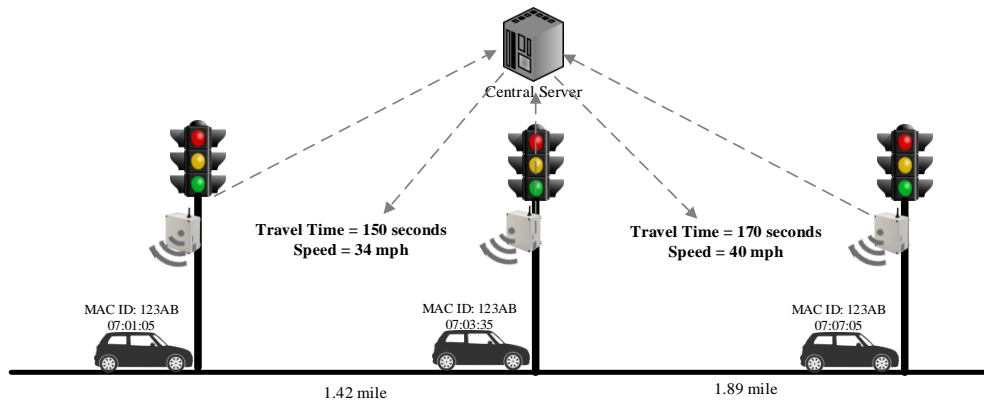 Central Server
Travel Time = 150 seconds
Speed = 34 mph
Travel Time = 170 seconds
Speed = 40 mph
MAC ID: 123AB
07:01:05
MAC ID: 123AB
07:03:35
MAC ID: 123AB
07:07:05
1.42 mile
1.89 mile